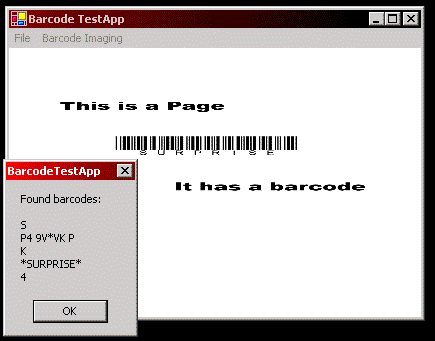 Barcode TestApp
File Barcode Imaging
This is a Page
SURPRISE
It has a barcode
BarcodeTestApp
Found barcodes:
S
P4 9V*VK P
K
*SURPRISE*
4
OK